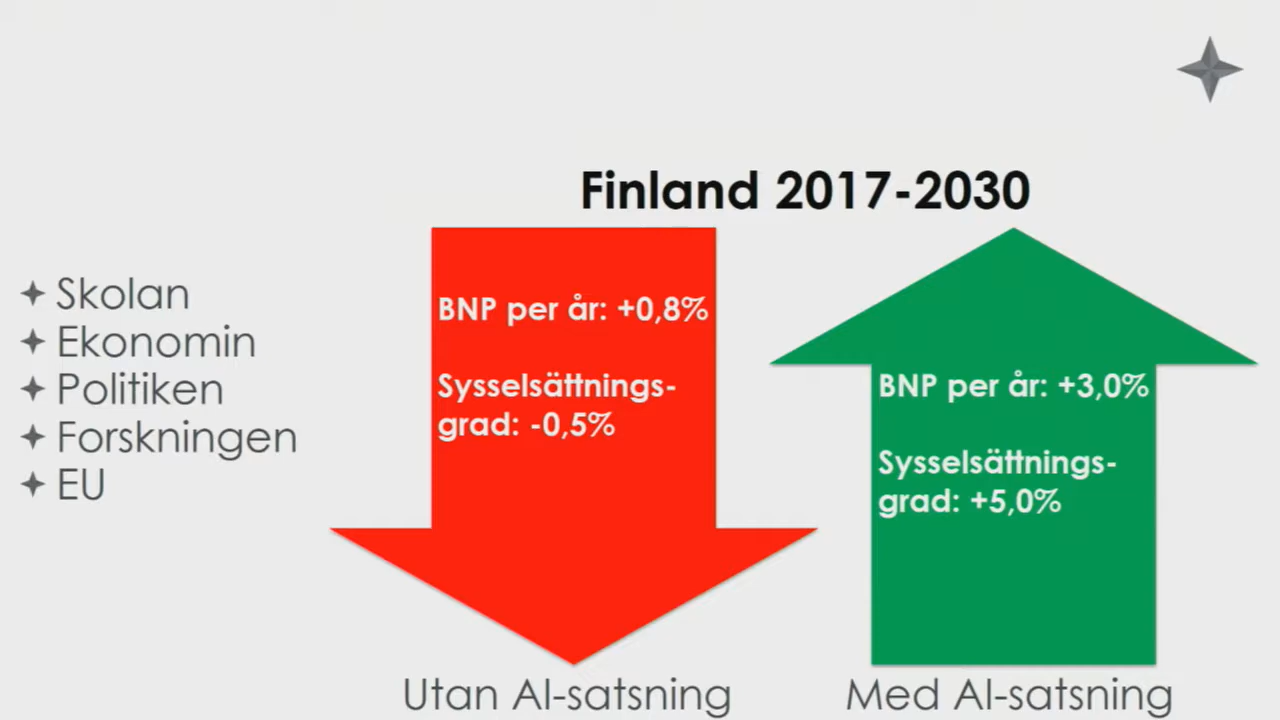 Finland 2017-2030
Skolan
Ekonomin
Politiken
Forskningen
EU
BNP per år: +0,8%
Sysselsättnings-
grad: -0,5%
Utan AI-satsning
BNP per år: +3,0%
Sysselsättnings-
grad: +5,0%
Med AI-satsning